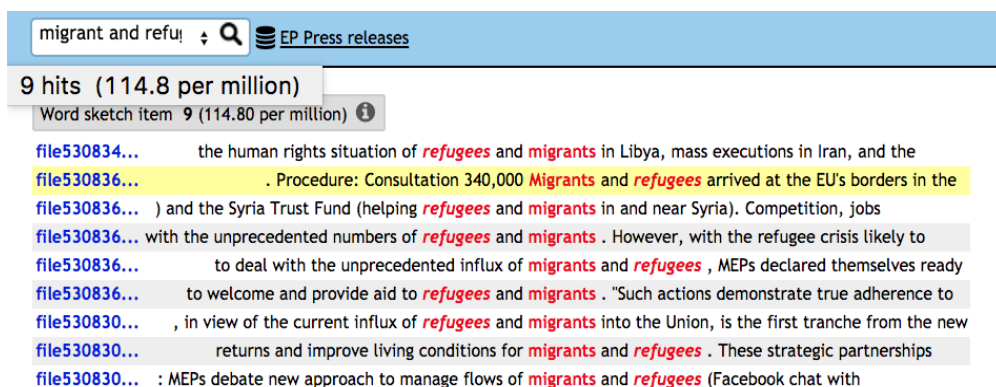 migrant and refu
EP Press releases
9 hits (114.8 per million)
Word sketch item 9 (114.80 per million)
file530834... the human rights situation of refugees and migrants in Libya, mass executions in Iran, and the
file530836... . Procedure: Consultation 340,000 Migrants and refugees arrived at the EU's borders in the
file530836... ) and the Syria Trust Fund (helping refugees and migrants in and near Syria). Competition, jobs
file530836... with the unprecedented numbers of refugees and migrants . However, with the refugee crisis likely to
file530836... to deal with the unprecedented influx of migrants and refugees , MEPs declared themselves ready
file530836... to welcome and provide aid to refugees and migrants . "Such actions demonstrate true adherence to
file530830... , in view of the current influx of refugees and migrants into the Union, is the first tranche from the new
file530830... returns and improve living conditions for migrants and refugees . These strategic partnerships
file530830... : MEPs debate new approach to manage flows of migrants and refugees (Facebook chat with